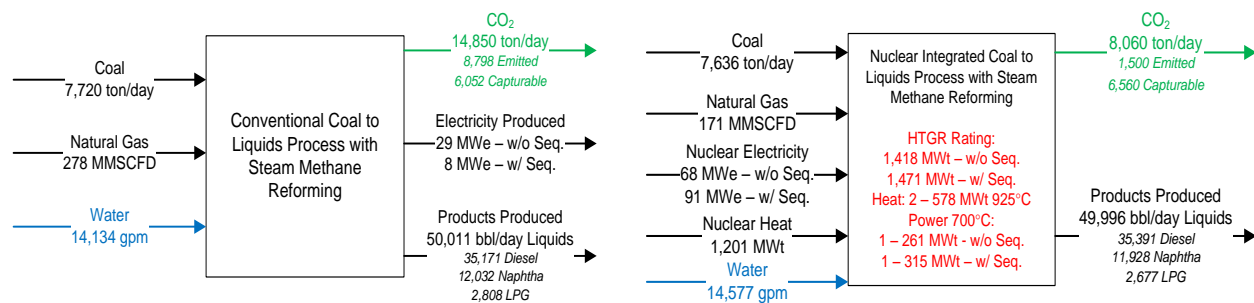 CO2
14,850 ton/day
8,798 Emitted
6,052 Capturable
Coal
7,720 ton/day
Natural Gas
278 MMSCFD
Water
14,134 gpm
Conventional Coal to
Liquids Process with
Steam Methane
Reforming
Electricity Produced
29 MWe – w/o Seq.
8 MWe – w/ Seq.
Products Produced
50,011 bbl/day Liquids
35,171 Diesel
12,032 Naphtha
2,808 LPG
CO2
8,060 ton/day
1,500 Emitted
6,560 Capturable
Coal
7,636 ton/day
Natural Gas
171 MMSCFD
Nuclear Electricity
68 MWe – w/o Seq.
91 MWe – w/ Seq.
Nuclear Heat
1,201 MWt
Water
14,577 gpm
Nuclear Integrated Coal to
Liquids Process with Steam
Methane Reforming
HTGR Rating:
1,418 MWt – w/o Seq.
1,471 MWt – w/ Seq.
Heat: 2 – 578 MWt 925°C
Power 700°C:
1 – 261 MWt - w/o Seq.
1 – 315 MWt – w/ Seq.
Products Produced
49,996 bbl/day Liquids
35,391 Diesel
11,928 Naphtha
2,677 LPG